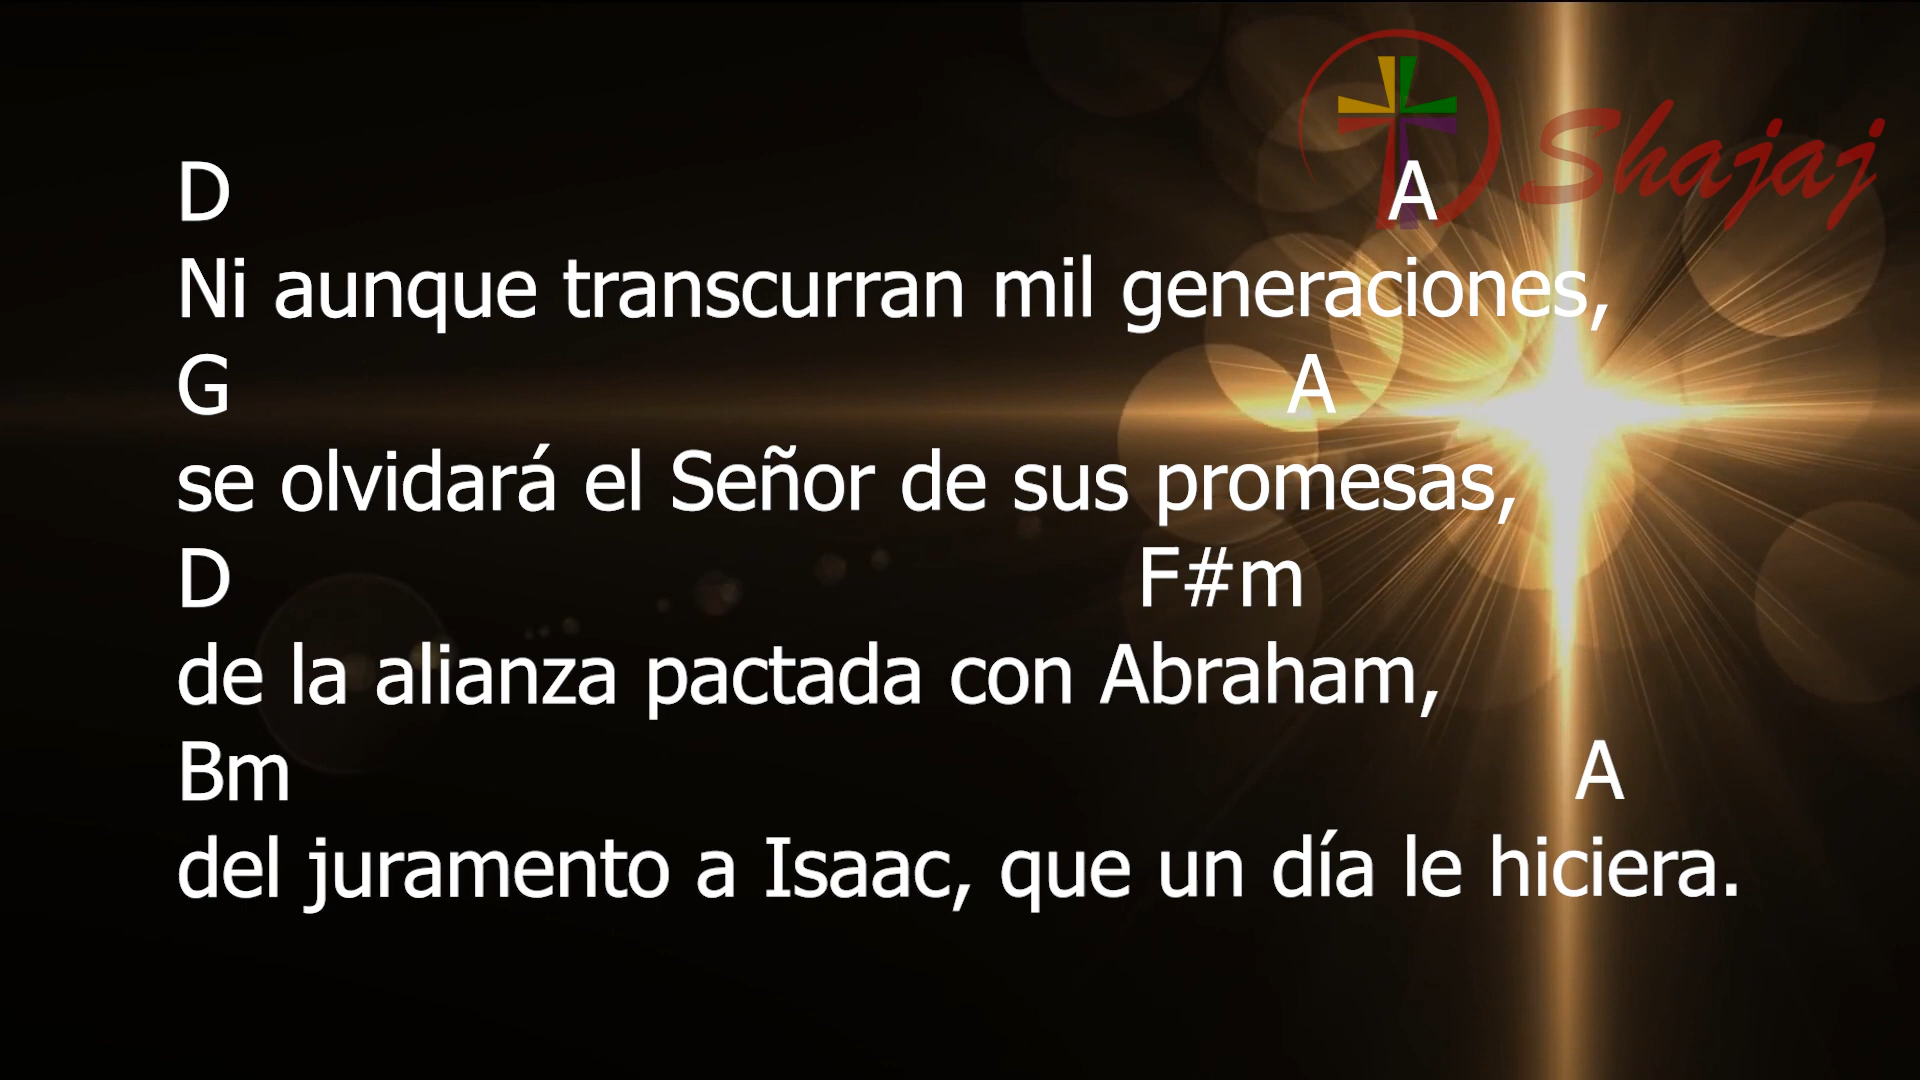 Shajaj
D A
Ni aunque transcurran mil generaciones,
G A
se olvidará el Señor de sus promesas,
D F#m
de la alianza pactada con Abraham,
Bm A
del juramento a Isaac, que un día le hiciera.